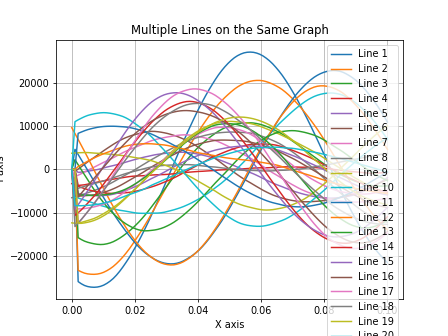 Multiple Lines on the Same Graph
20000
10000
0
−10000
−20000
0.00
0.02
0.04
0.06
0.08
X axis
Line 1
Line 2
Line 3
Line 4
Line 5
Line 6
Line 7
Line 8
Line 9
Line 10
Line 11
Line 12
Line 13
Line 14
Line 15
Line 16
Line 17
Line 18
Line 19